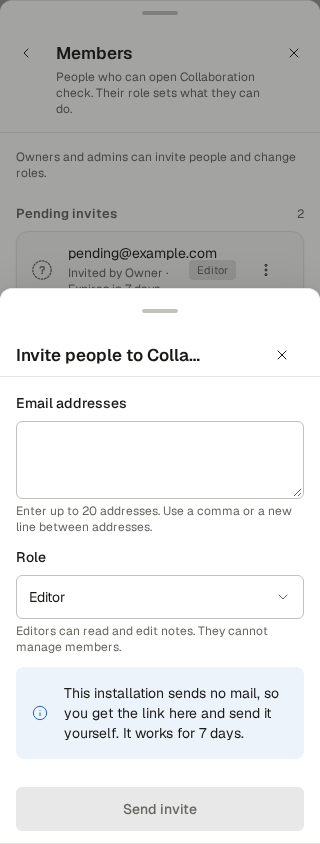 Members
People who can open Collaboration
check. Their role sets what they can
do.
Owners and admins can invite people and change
roles.
Pending invites
2
pending@example.com
Invited by Owner ·
Editor
Expires in 7 days
Invite people to Colla...
Email addresses
Enter up to 20 addresses. Use a comma or a new
line between addresses.
Role
Editor
Editors can read and edit notes. They cannot
manage members.
This installation sends no mail, so
you get the link here and send it
yourself. It works for 7 days.
Send invite